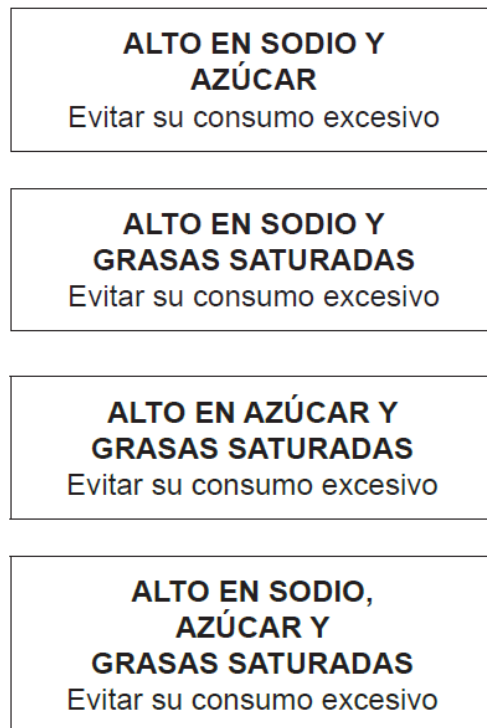 ALTO EN SODIO Y
AZÚCAR
Evitar su consumo excesivo
ALTO EN SODIO Y
GRASAS SATURADAS
Evitar su consumo excesivo
ALTO EN AZÚCAR Y
GRASAS SATURADAS
Evitar su consumo excesivo
ALTO EN SODIO,
AZÚCAR Y
GRASAS SATURADAS
Evitar su consumo excesivo